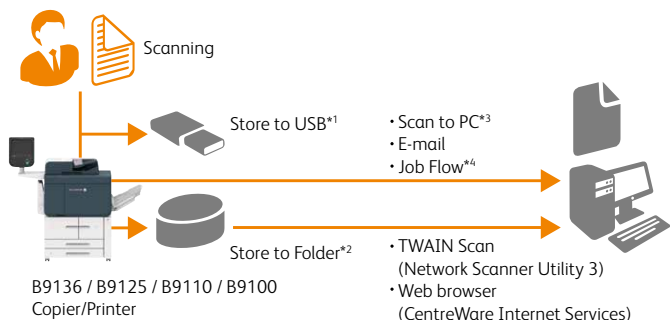 Scanning
Store to USB*1
・Scan to PC*3
・E-mail
・Job Flow*4
Store to Folder*2
・TWAIN Scan
(Network Scanner Utility 3)
・Web browser
(CentreWare Internet Services)
B9136 / B9125 / B9110 / B9100
Copier/Printer